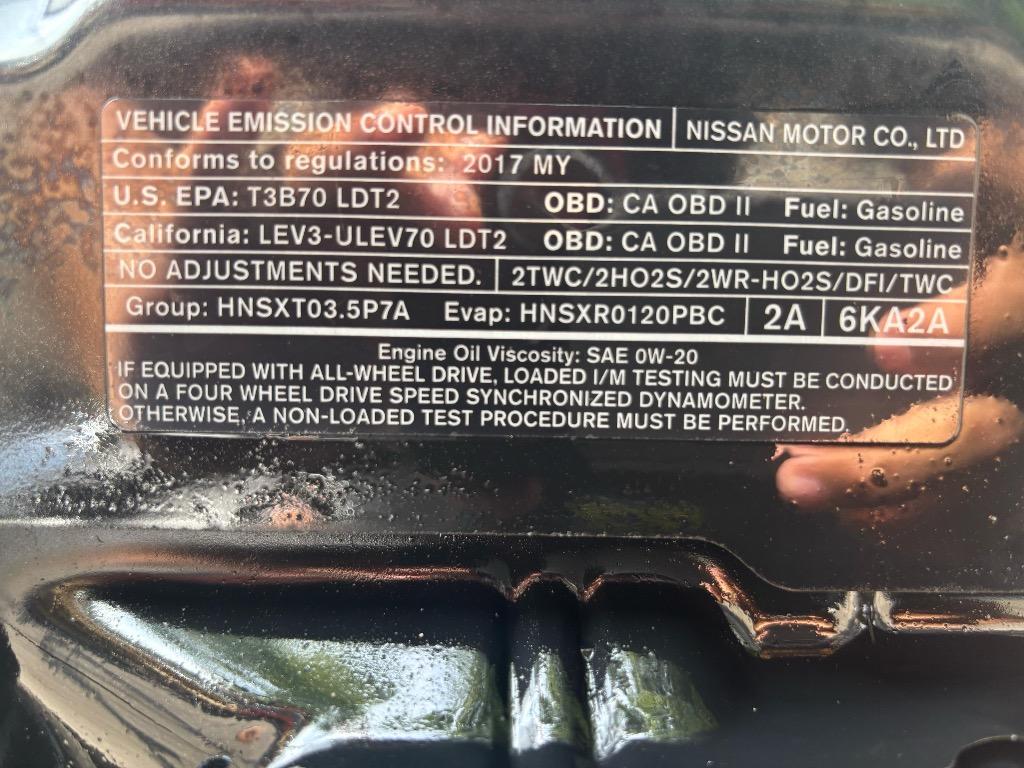 VEHICLE EMISSION CONTROL INFORMATION NISSAN MOTOR CO., LTD
Conforms to regulations: 2017 MY
U.S. EPA: T3B70 LDT2 OBD: CA OBD II Fuel: Gasoline
California: LEV3-ULEV70 LDT2 OBD: CA OBD II Fuel: Gasoline
NO ADJUSTMENTS NEEDED. 2TWC/2HO2S/2WR-HO2S/DFI/TWC
Group: HNSXT03.5P7A Evap: HNSXR0120PBC 2A 6KA2A
Engine Oil Viscosity: SAE 0W-20
IF EQUIPPED WITH ALL-WHEEL DRIVE, LOADED I/M TESTING MUST BE CONDUCTED
ON A FOUR WHEEL DRIVE SPEED SYNCHRONIZED DYNAMOMETER.
OTHERWISE, A NON-LOADED TEST PROCEDURE MUST BE PERFORMED.